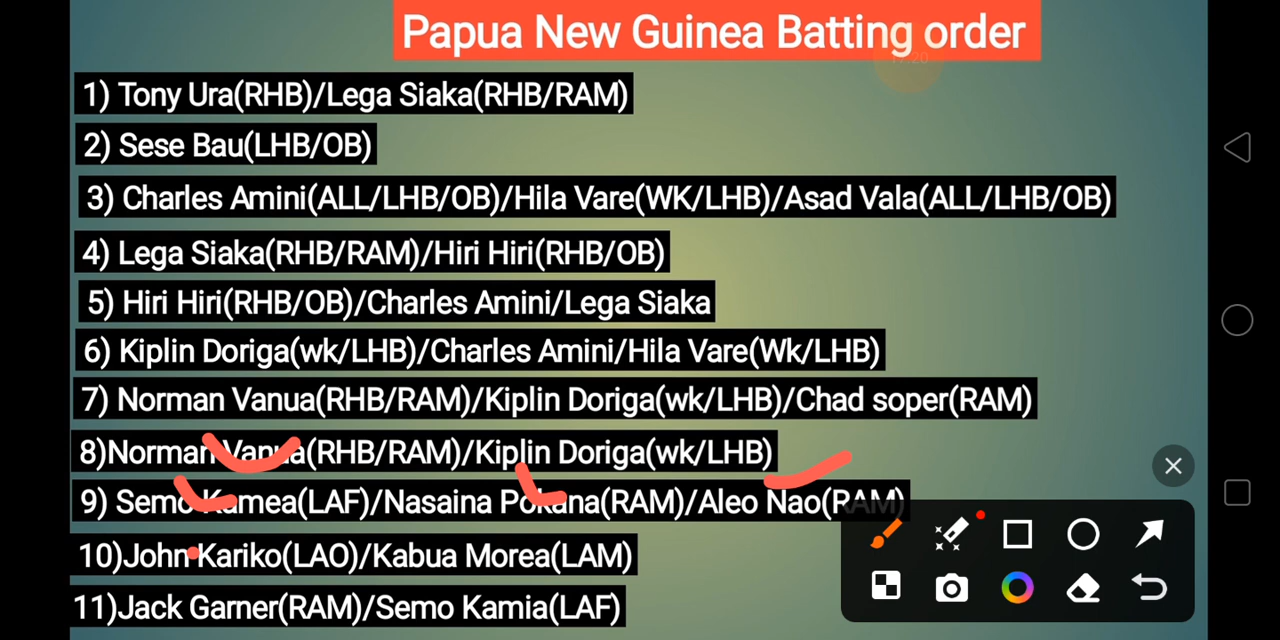 Papua New Guinea Batting order
1) Tony Ura(RHB)/Lega Siaka(RHB/RAM)
2) Sese Bau(LHB/OB)
3) Charles Amini(ALL/LHB/OB)/Hila Vare(WK/LHB)/Asad Vala(ALL/LHB/OB)
4) Lega Siaka(RHB/RAM)/Hiri Hiri(RHB/OB)
5) Hiri Hiri(RHB/OB)/Charles Amini/Lega Siaka
6) Kiplin Doriga(wk/LHB)/Charles Amini/Hila Vare(Wk/LHB)
7) Norman Vanua(RHB/RAM)/Kiplin Doriga(wk/LHB)/Chad soper(RAM)
8)Norman Vanua(RHB/RAM)/Kiplin Doriga(wk/LHB)
9) Semo Kamea(LAF)/Nasaina Pokana(RAM)/Aleo Nao(RAM)
10)John Kariko(LAO)/Kabua Morea(LAM)
11)Jack Garner(RAM)/Semo Kamia(LAF)